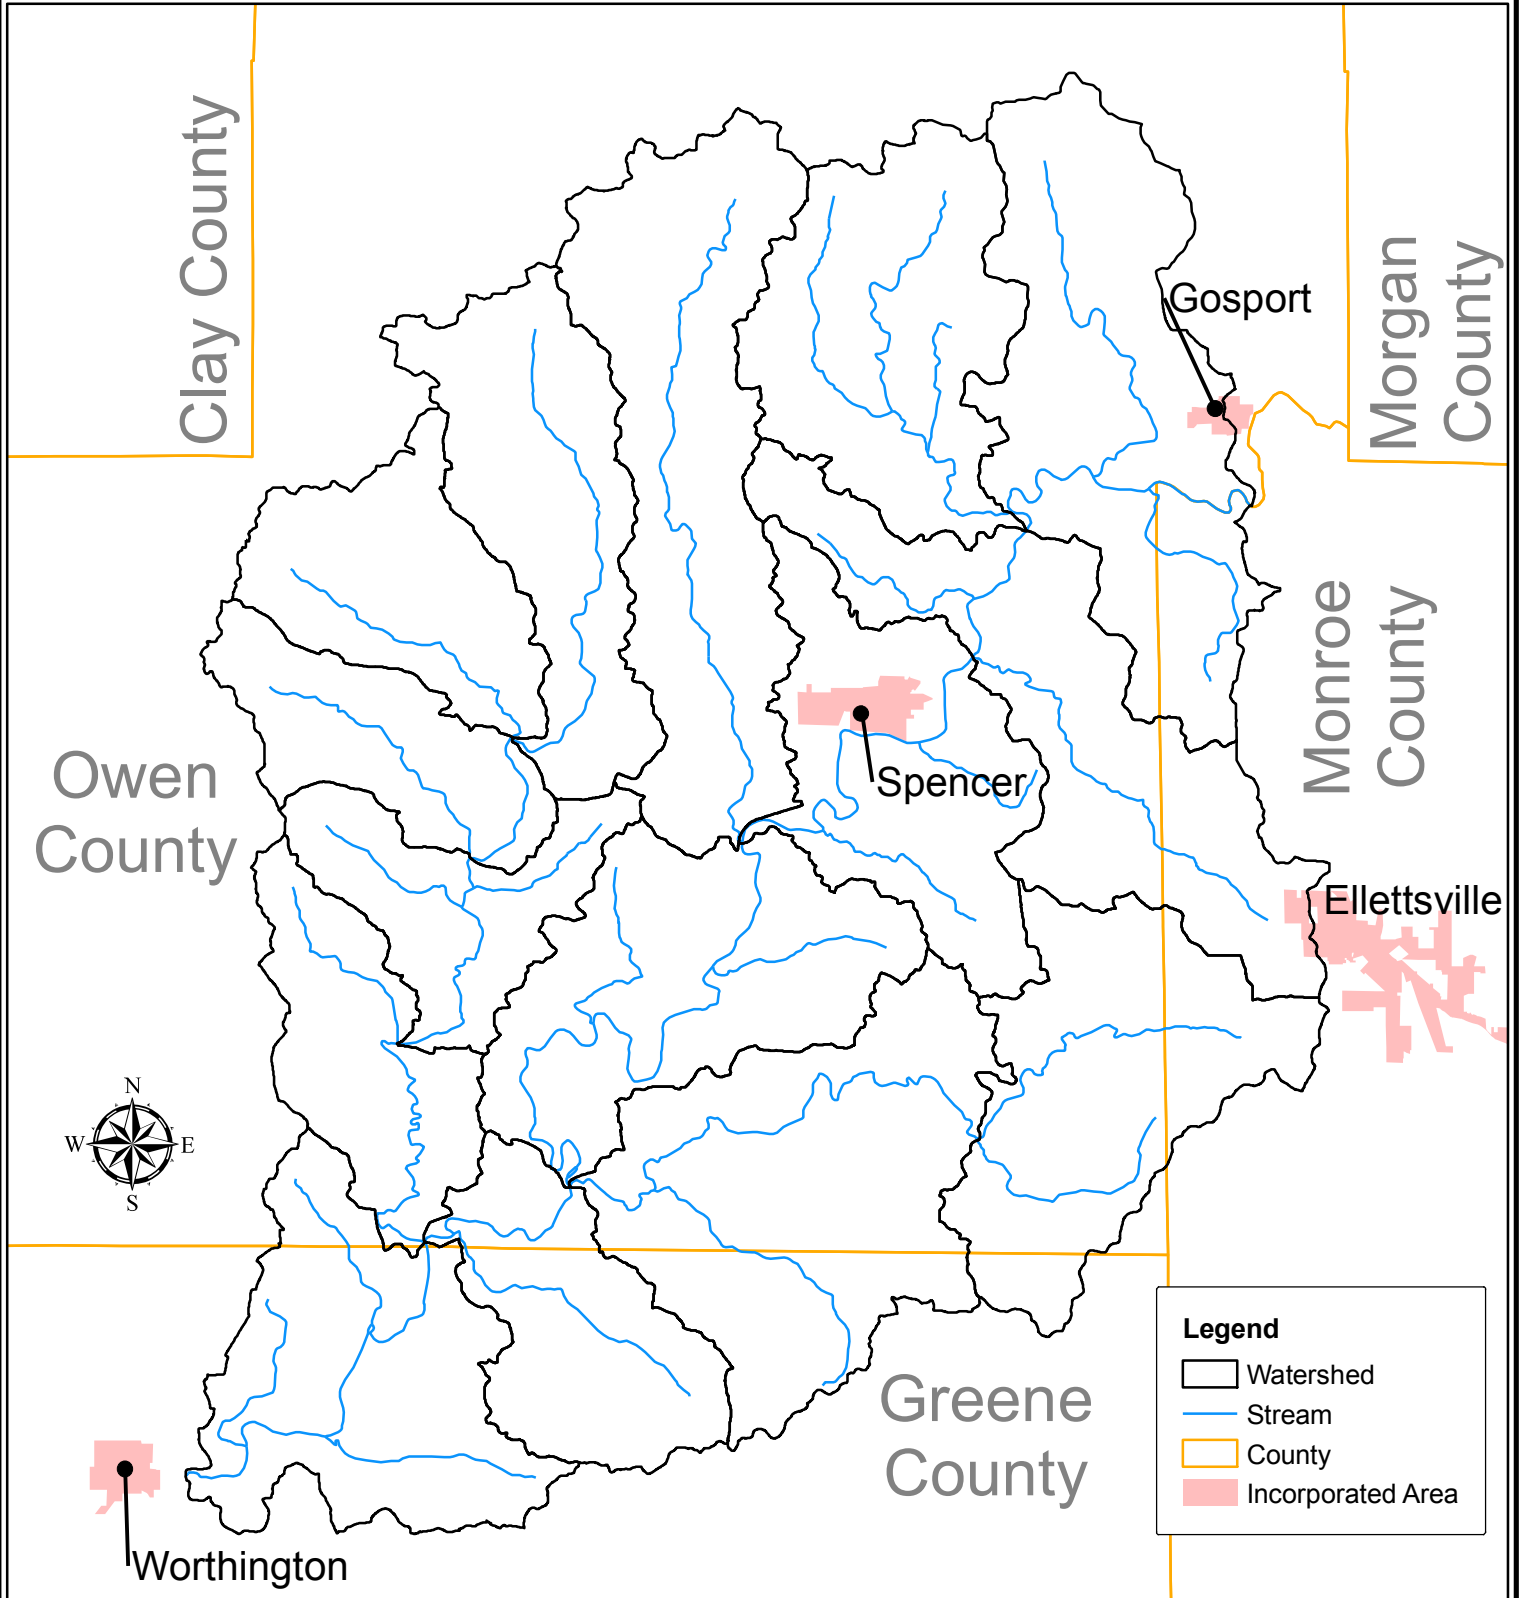 Clay County
Morgan
County
Gosport
Monroe
County
Owen
County
Spencer
Ellettsville
N
W
E
S
Greene
County
Worthington
Legend
Watershed
Stream
County
Incorporated Area